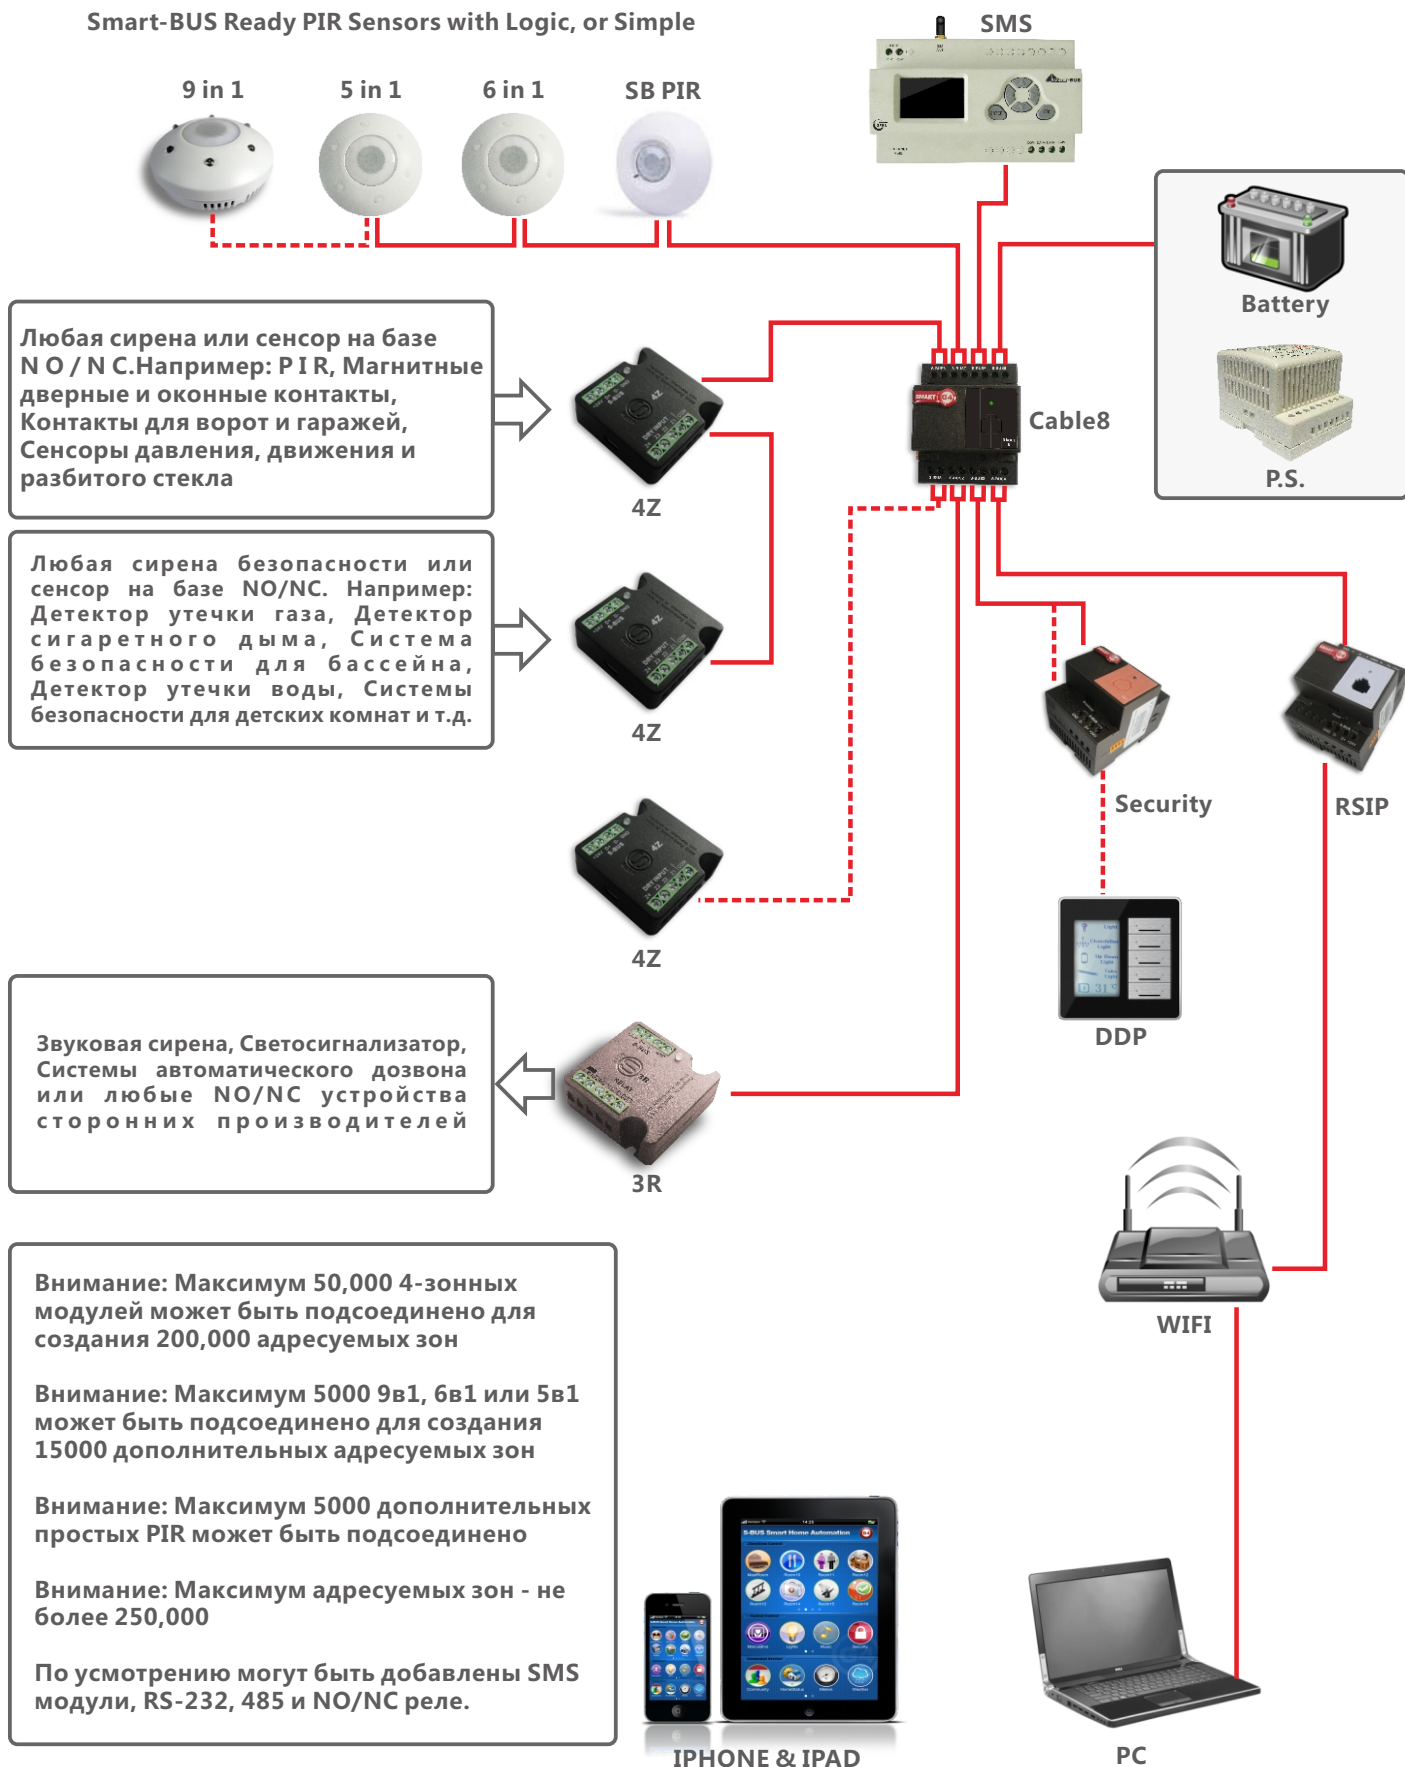 Smart-BUS Ready PIR Sensors with Logic, or Simple
SMS
9 in 1
5 in 1
6 in 1
SB PIR
Battery
P.S.
Любая сирена или сенсор на базе
N O / N C.Например: P I R, Магнитные
дверные и оконные контакты,
Контакты для ворот и гаражей,
Сенсоры давления, движения и
разбитого стекла
4Z
Cable8
Любая сирена безопасности или
сенсор на базе NO/NC. Например:
Детектор утечки газа, Детектор
сигаретного дыма, Система
безопасности для бассейна,
Детектор утечки воды, Системы
безопасности для детских комнат и т.д.
4Z
Security
RSIP
4Z
DDP
Звуковая сирена, Светосигнализатор,
Системы автоматического дозвона
или любые NO/NC устройства
сторонних производителей
3R
WIFI
Внимание: Максимум 50,000 4-зонных
модулей может быть подсоединено для
создания 200,000 адресуемых зон
Внимание: Максимум 5000 9в1, 6в1 или 5в1
может быть подсоединено для создания
15000 дополнительных адресуемых зон
Внимание: Максимум 5000 дополнительных
простых PIR может быть подсоединено
Внимание: Максимум адресуемых зон - не
более 250,000
По усмотрению могут быть добавлены SMS
модули, RS-232, 485 и NO/NC реле.
S-BUS Smart Home Automation
IPHONE & IPAD
PC